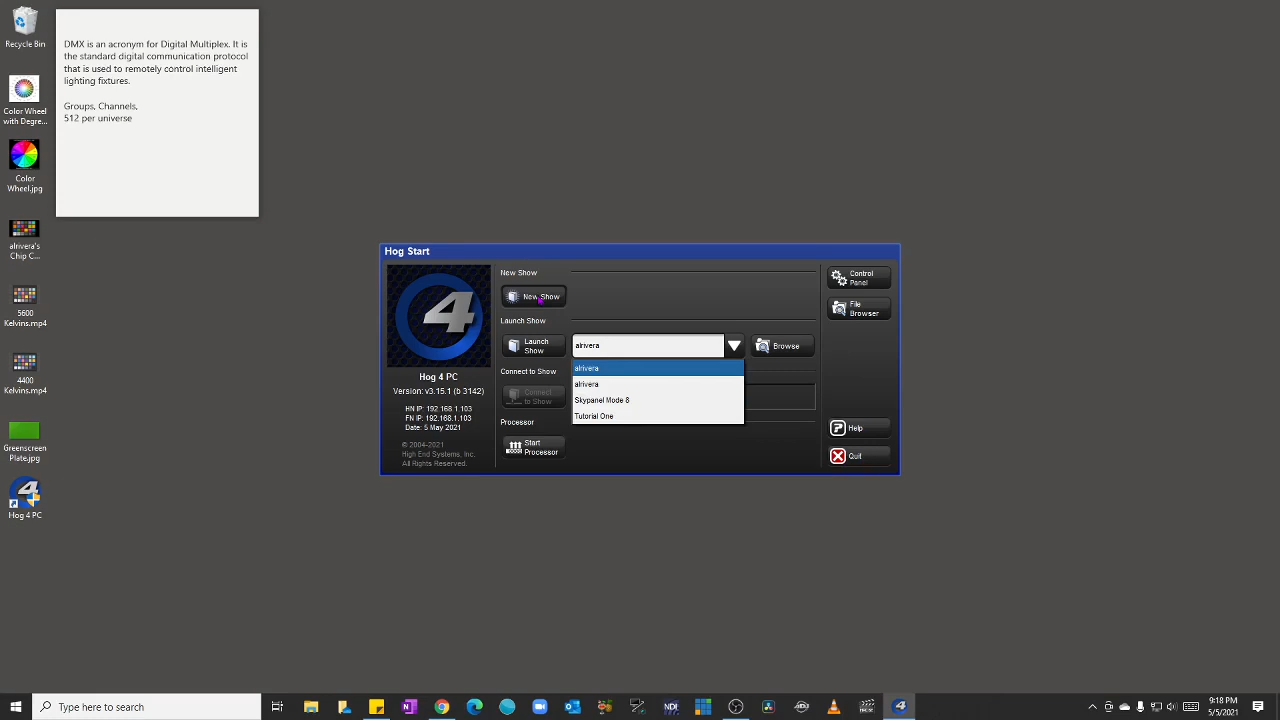 Recycle Bin
Color Wheel
with Degre...
Color
Wheel.jpg
alrivera's
Chip C...
5600
Kelvins.mp4
4400
Kelvins.mp4
Greenscreen
Plate.jpg
Hog 4 PC
DMX is an acronym for Digital Multiplex. It is
the standard digital communication protocol
that is used to remotely control intelligent
lighting fixtures.
Groups, Channels,
512 per universe
Hog Start
4
Hog 4 PC
Version: v3.15.1 (b 3142)
HN IP: 192.168.1.103
FN IP: 192.168.1.103
Date: 5 May 2021
© 2004-2021
High End Systems, Inc.
All Rights Reserved.
New Show
New Show
Launch Show
Launch
Show
alrivera
Browse
alrivera
alrivera
Skypanel Mode 8
Tutorial One
Connect to Show
Connect
to Show
Processor
Start
Processor
Control
Panel
File
Browser
Help
Quit
Type here to search
NDI
9:18 PM
5/5/2021